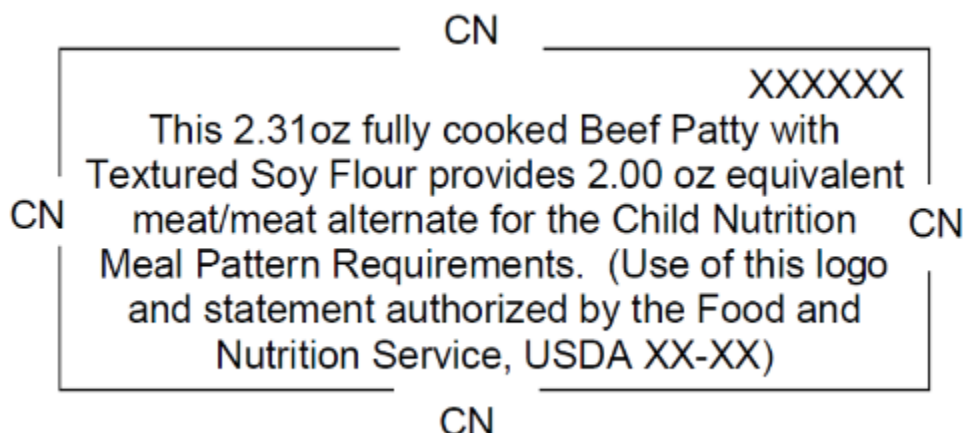 CN
XXXXXX
This 2.31oz fully cooked Beef Patty with
Textured Soy Flour provides 2.00 oz equivalent
CN meat/meat alternate for the Child Nutrition CN
Meal Pattern Requirements. (Use of this logo
and statement authorized by the Food and
Nutrition Service, USDA XX-XX)
CN